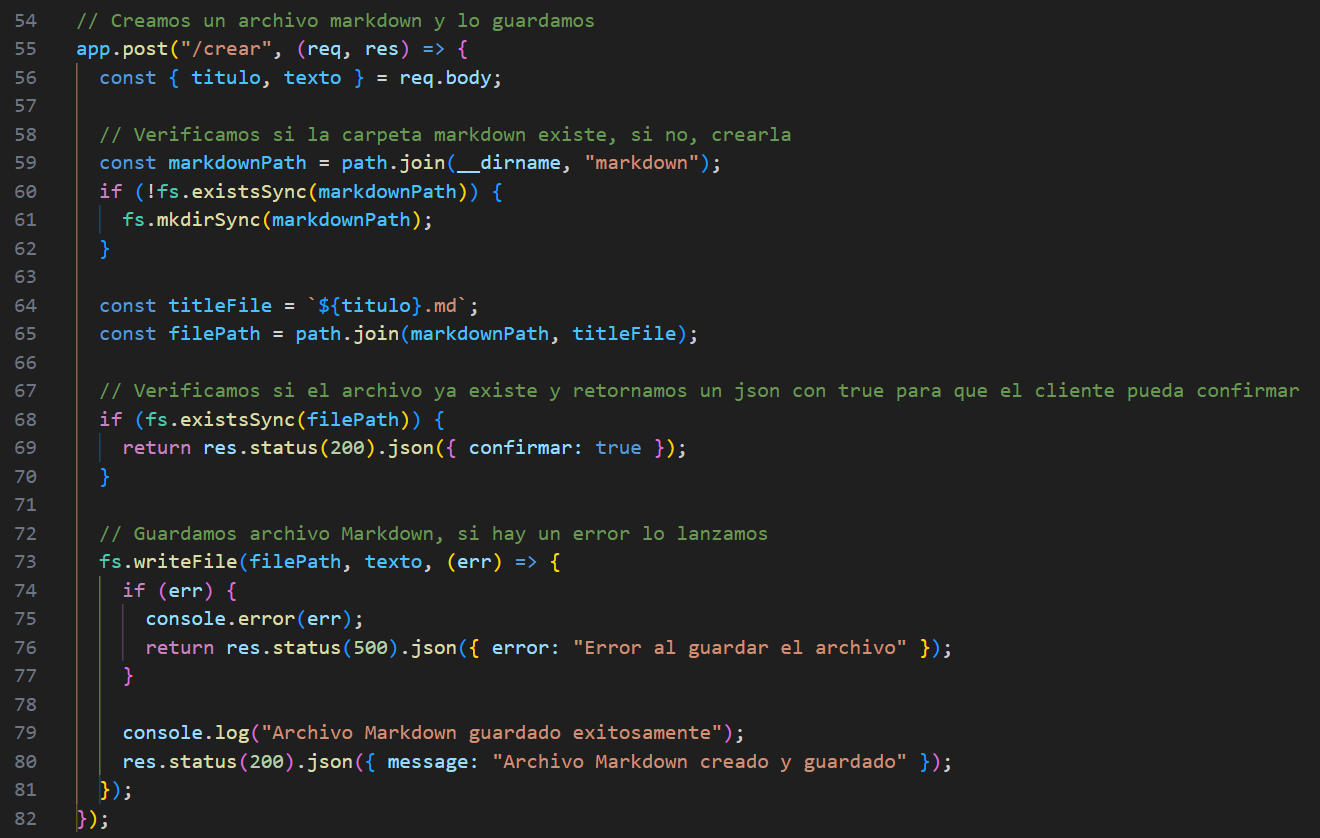 54 // Creamos un archivo markdown y lo guardamos
55 app.post("/crear", (req, res) => {
56   const { titulo, texto } = req.body;
57
58   // Verificamos si la carpeta markdown existe, si no, crearla
59   const markdownPath = path.join(__dirname, "markdown");
60   if (!fs.existsSync(markdownPath)) {
61     fs.mkdirSync(markdownPath);
62   }
63
64   const titleFile = `${titulo}.md`;
65   const filePath = path.join(markdownPath, titleFile);
66
67   // Verificamos si el archivo ya existe y retornamos un json con true para que el cliente pueda confirmar
68   if (fs.existsSync(filePath)) {
69     return res.status(200).json({ confirmar: true });
70   }
71
72   // Guardamos archivo Markdown, si hay un error lo lanzamos
73   fs.writeFile(filePath, texto, (err) => {
74     if (err) {
75       console.error(err);
76       return res.status(500).json({ error: "Error al guardar el archivo" });
77     }
78
79     console.log("Archivo Markdown guardado exitosamente");
80     res.status(200).json({ message: "Archivo Markdown creado y guardado" });
81   });
82 });